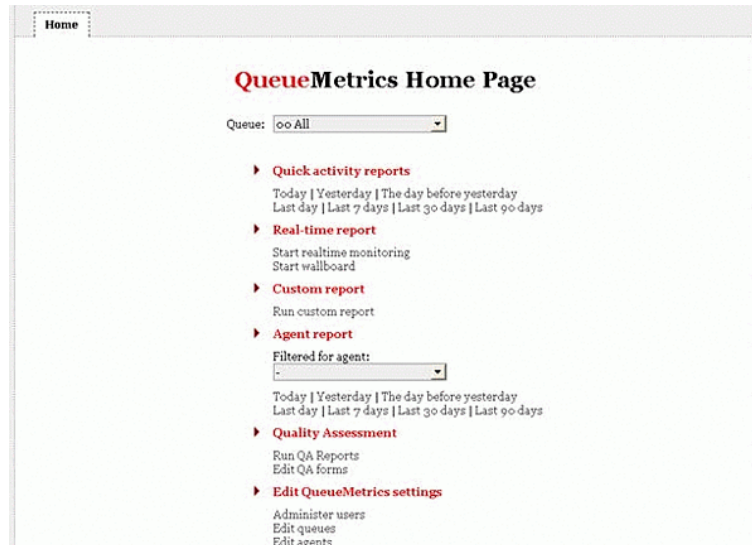 Home
QueueMetrics Home Page
Queue: 00 All
Quick activity reports
Today | Yesterday | The day before yesterday
Last day | Last 7 days | Last 30 days | Last 90 days
Real-time report
Start realtime monitoring
Start wallboard
Custom report
Run custom report
Agent report
Filtered for agent:
-
Today | Yesterday | The day before yesterday
Last day | Last 7 days | Last 30 days | Last 90 days
Quality Assessment
Run QA Reports
Edit QA forms
Edit QueueMetrics settings
Administer users
Edit queues
Edit agents